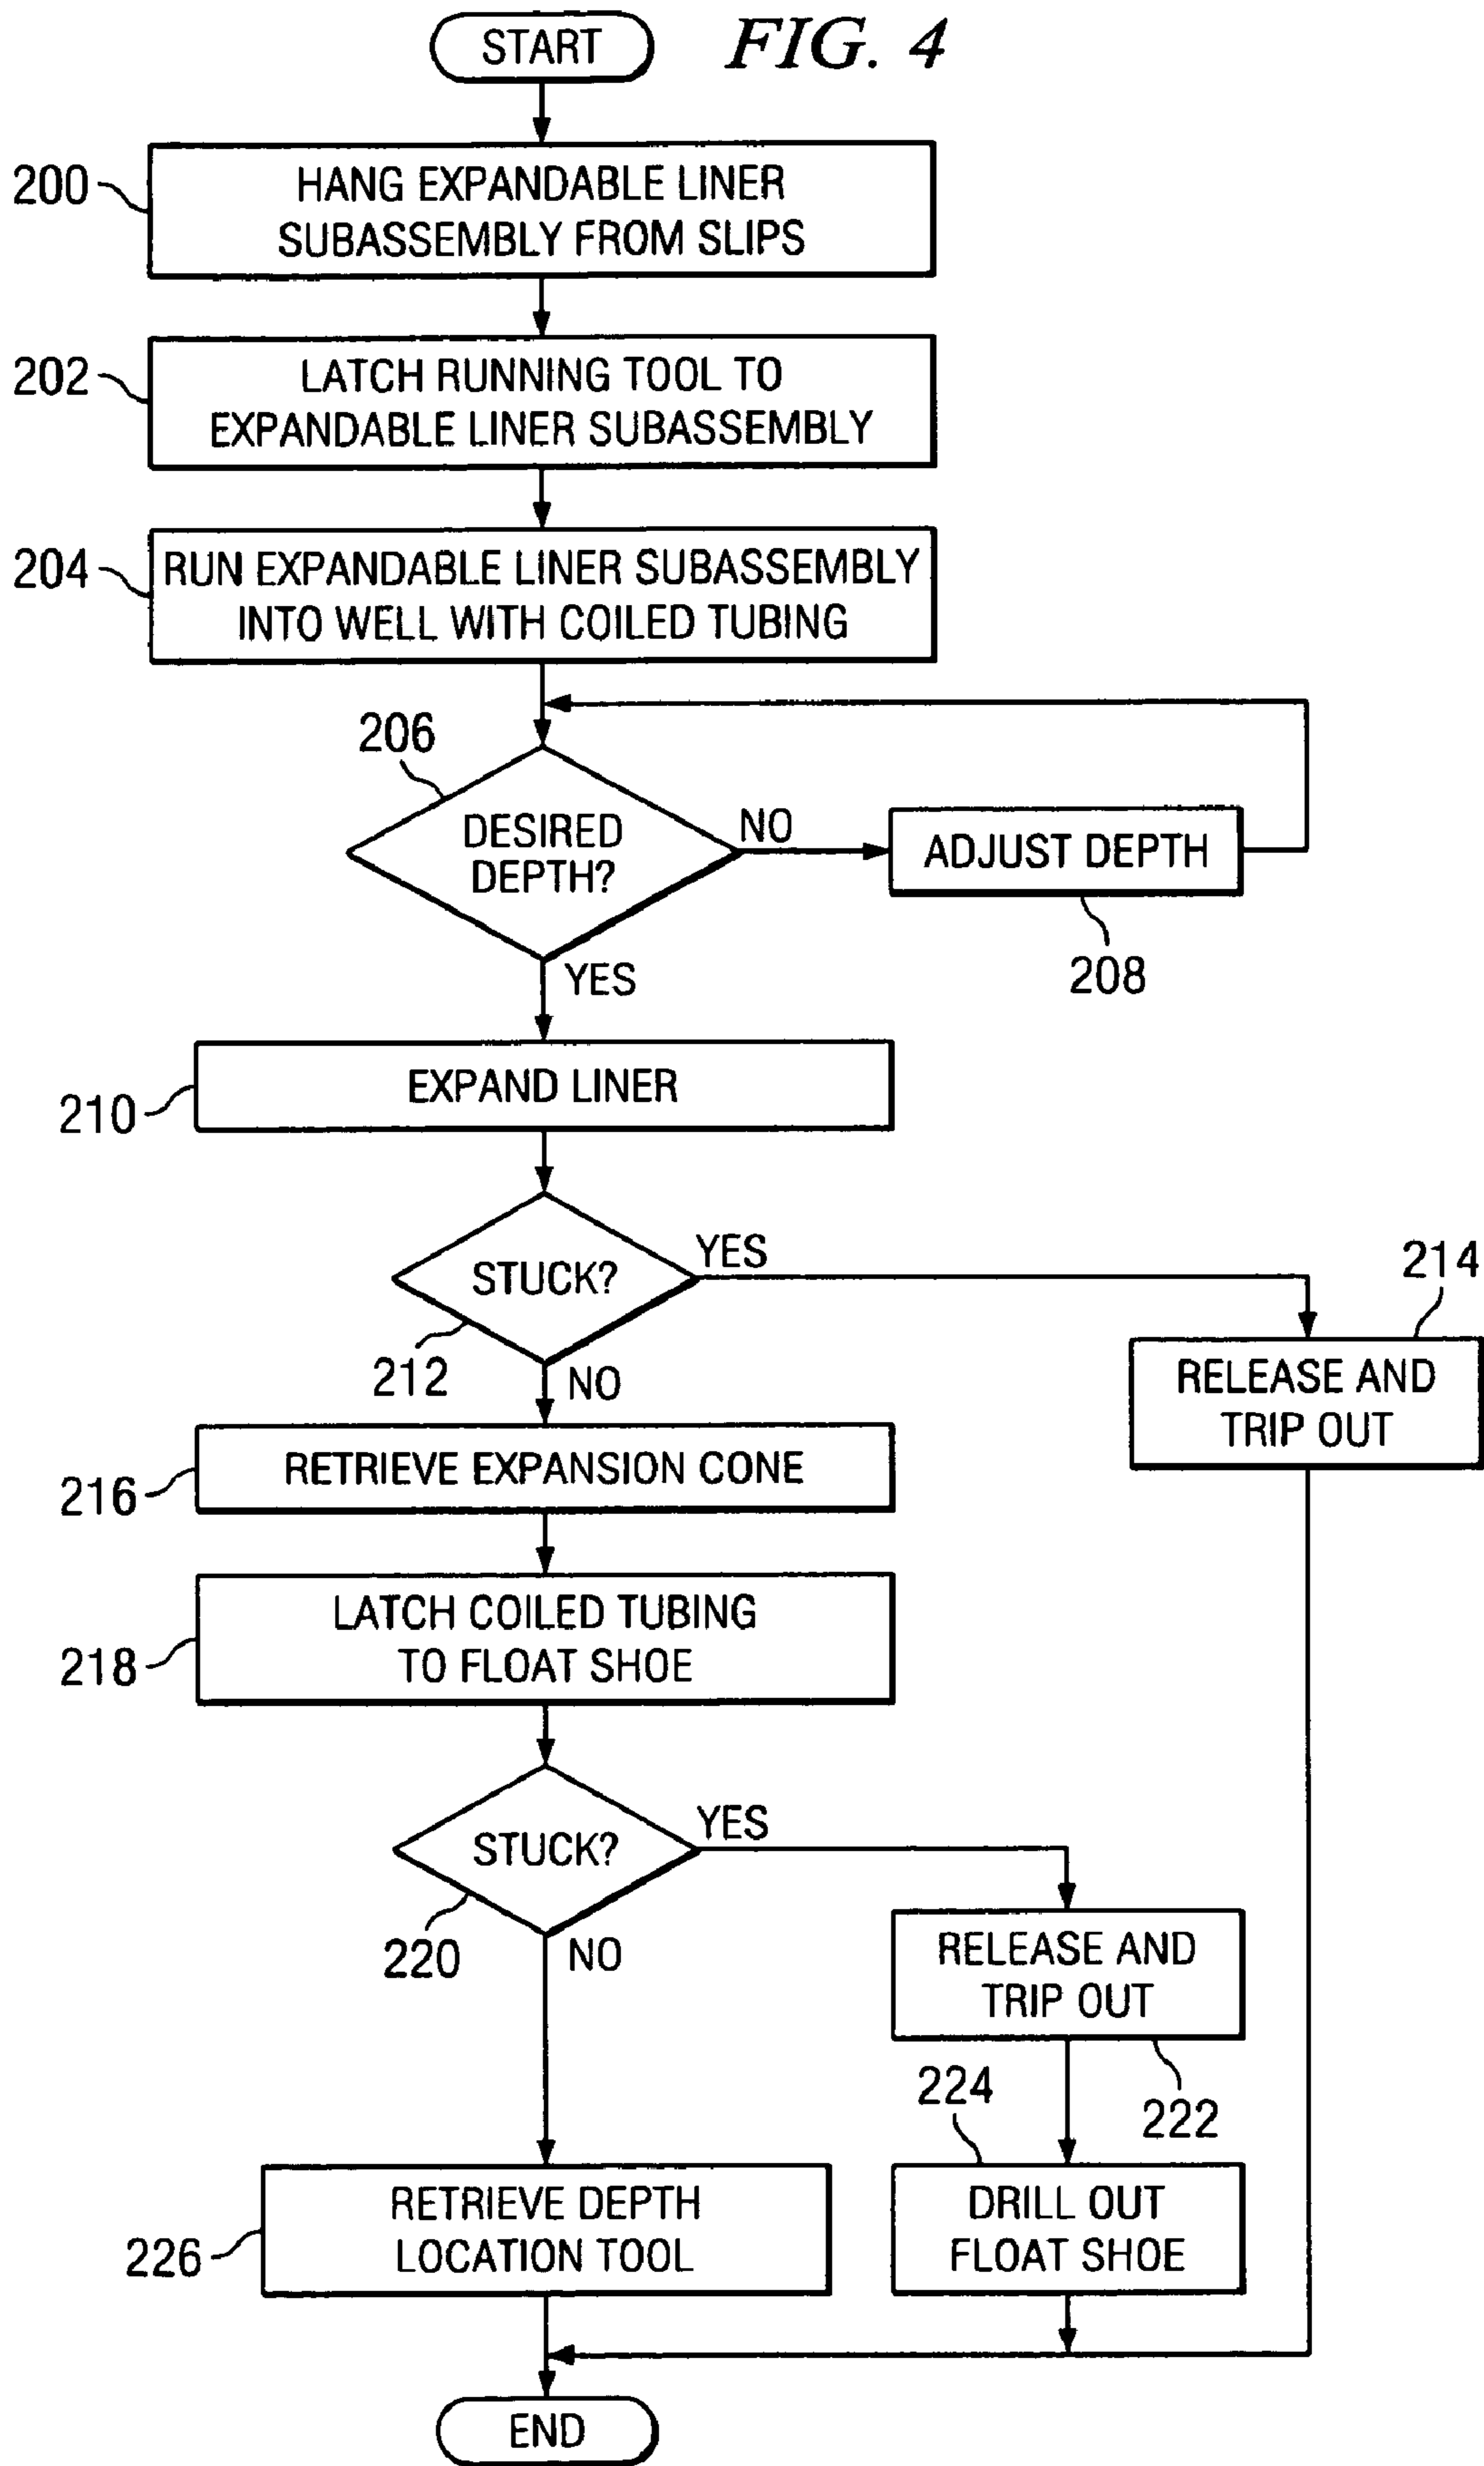 START
FIG. 4
200
HANG EXPANDABLE LINER
SUBASSEMBLY FROM SLIPS
202
LATCH RUNNING TOOL TO
EXPANDABLE LINER SUBASSEMBLY
204
RUN EXPANDABLE LINER SUBASSEMBLY
INTO WELL WITH COILED TUBING
206
DESIRED
DEPTH?
NO
ADJUST DEPTH
208
YES
210
EXPAND LINER
STUCK?
YES
212
NO
214
RELEASE AND
TRIP OUT
216
RETRIEVE EXPANSION CONE
218
LATCH COILED TUBING
TO FLOAT SHOE
STUCK?
YES
220
NO
RELEASE AND
TRIP OUT
222
224
DRILL OUT
FLOAT SHOE
226
RETRIEVE DEPTH
LOCATION TOOL
END